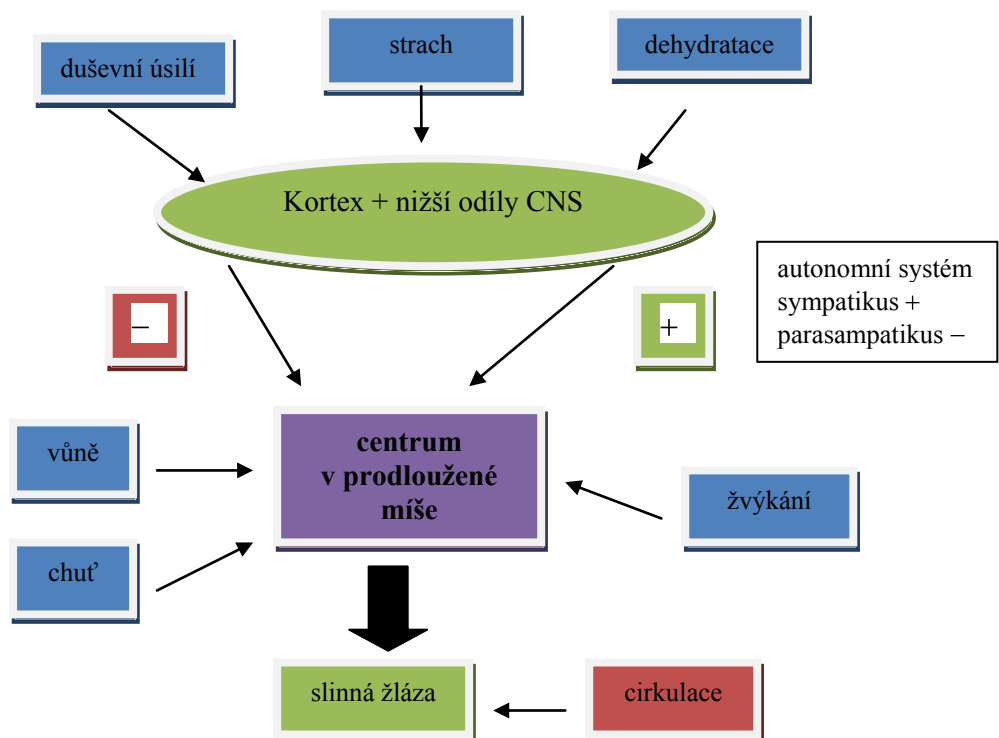 duševní úsilí
strach
dehydratace
Kortex + nižší odíly CNS
−
+
autonomní systém
sympatikus +
parasampatikus −
vůně
centrum
v prodloužené
míše
žvýkání
chuť
slinná žláza
cirkulace